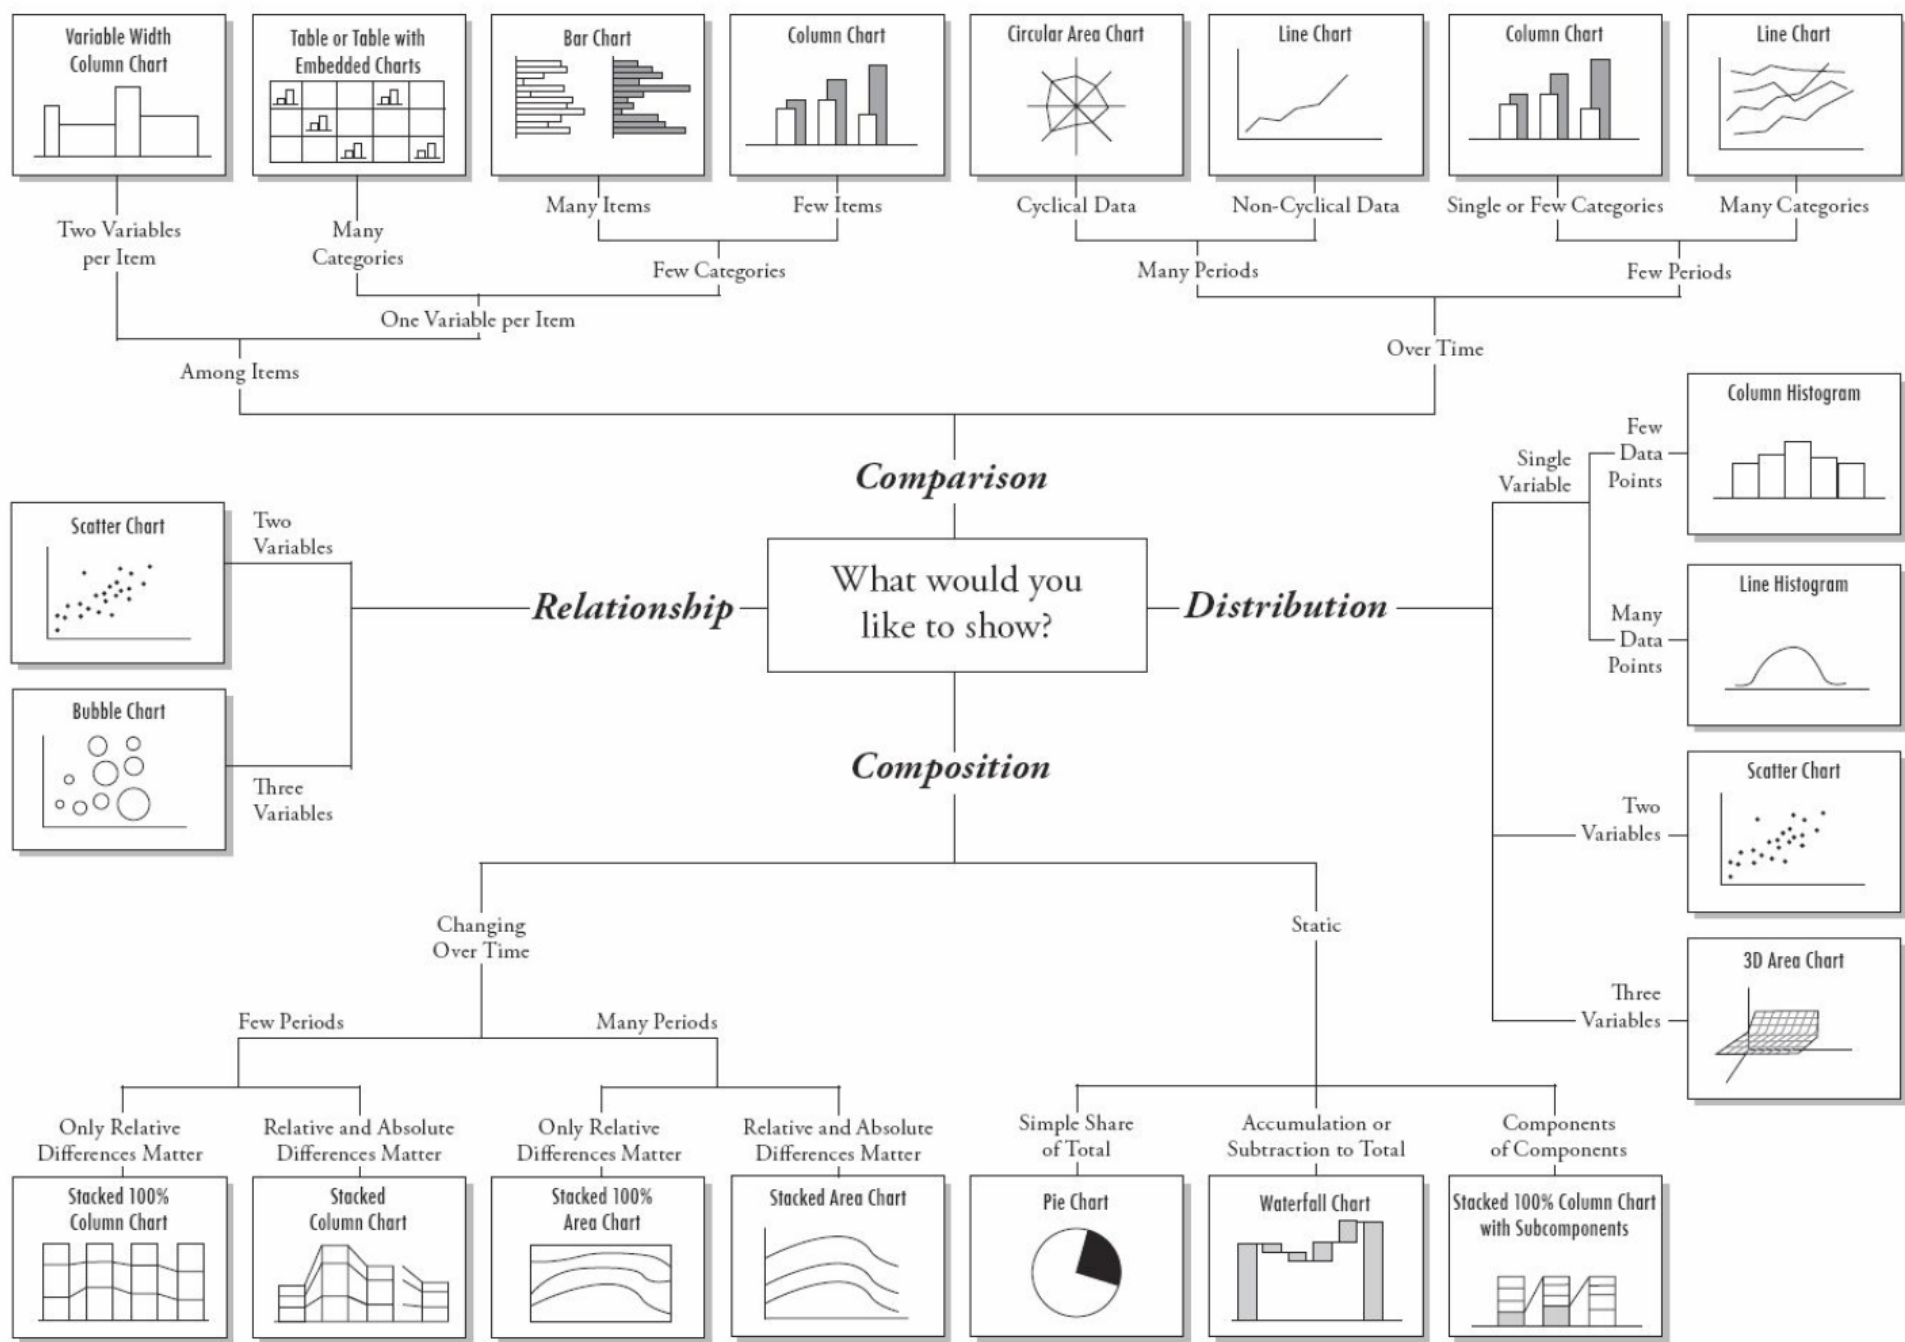 Variable Width
Column Chart
Table or Table with
Embedded Charts
Bar Chart
Column Chart
Circular Area Chart
Line Chart
Column Chart
Line Chart
Two Variables
per Item
Many
Categories
Many Items
Few Items
Cyclical Data
Non-Cyclical Data
Single or Few Categories
Many Categories
Few Categories
Many Periods
Few Periods
One Variable per Item
Over Time
Among Items
Comparison
What would you
like to show?
Relationship
Two
Variables
Scatter Chart
Three
Variables
Bubble Chart
Distribution
Single
Variable
Few
Data
Points
Column Histogram
Many
Data
Points
Line Histogram
Two
Variables
Scatter Chart
Three
Variables
3D Area Chart
Composition
Changing
Over Time
Static
Few Periods
Many Periods
Only Relative
Differences Matter
Relative and Absolute
Differences Matter
Only Relative
Differences Matter
Relative and Absolute
Differences Matter
Simple Share
of Total
Accumulation or
Subtraction to Total
Components
of Components
Stacked 100%
Column Chart
Stacked
Column Chart
Stacked 100%
Area Chart
Stacked Area Chart
Pie Chart
Waterfall Chart
Stacked 100% Column Chart
with Subcomponents